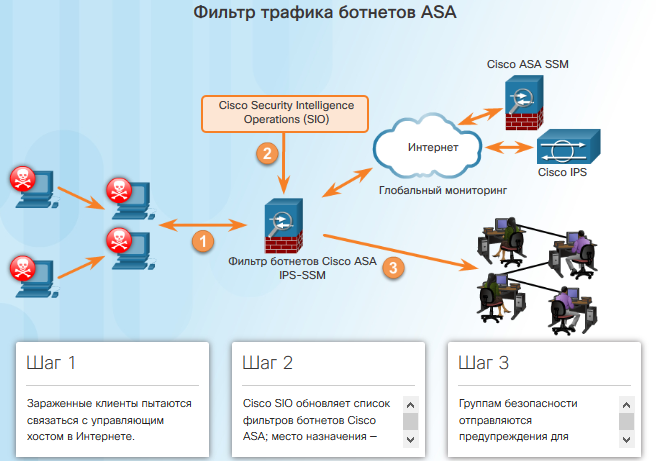 Фильтр трафика ботнетов ASA
Cisco ASA SSM
Cisco Security Intelligence
Operations (SIO)
Интернет
2
Cisco IPS
Глобальный мониторинг
1
Фильтр ботнетов Cisco ASA
IPS-SSM
3
Шаг 1
Зараженные клиенты пытаются
связаться с управляющим
хостом в Интернете.
Шаг 2
Cisco SIO обновляет список
фильтров ботнетов Cisco
ASA; место назначения –
Шаг 3
Группам безопасности
отправляются
предупреждения для